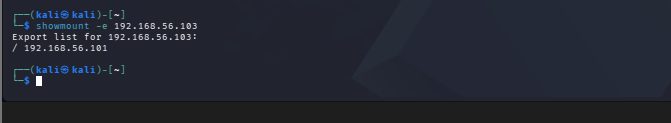 ┌──(kali㉿kali)-[~]
└─$ showmount -e 192.168.56.103
Export list for 192.168.56.103:
/ 192.168.56.101
┌──(kali㉿kali)-[~]
└─$